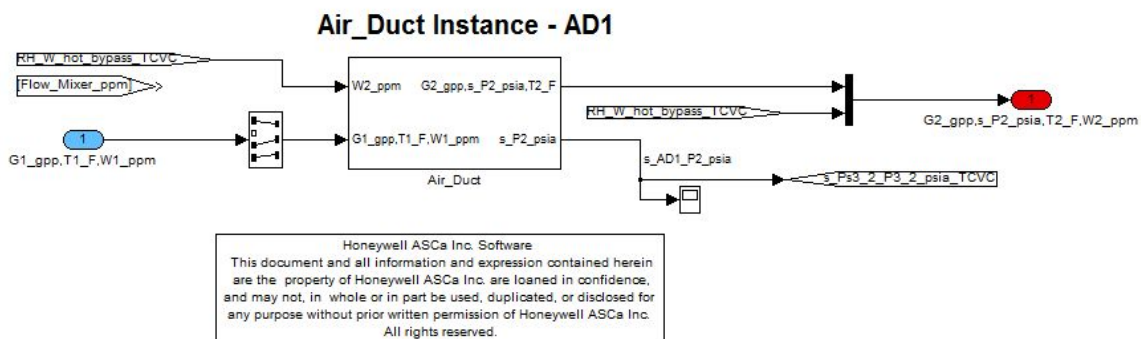 Air_Duct Instance - AD1
RH_W_hot_bypass_TCVC
[Flow_Mixer_ppm]
W2_ppm
G2_gpp,s_P2_psia,T2_F
RH_W_hot_bypass_TCVC
1
G2_gpp,s_P2_psia,T2_F,W2_ppm
1
G1_gpp,T1_F,W1_ppm
G1_gpp,T1_F,W1_ppm
s_P2_psia
Air_Duct
s_AD1_P2_psia
s_Ps3_2_P3_2_psia_TCVC
Honeywell ASCa Inc. Software
This document and all information and expression contained herein
are the property of Honeywell ASCa Inc. are loaned in confidence,
and may not, in whole or in part be used, duplicated, or disclosed for
any purpose without prior written permission of Honeywell ASCa Inc.
All rights reserved.